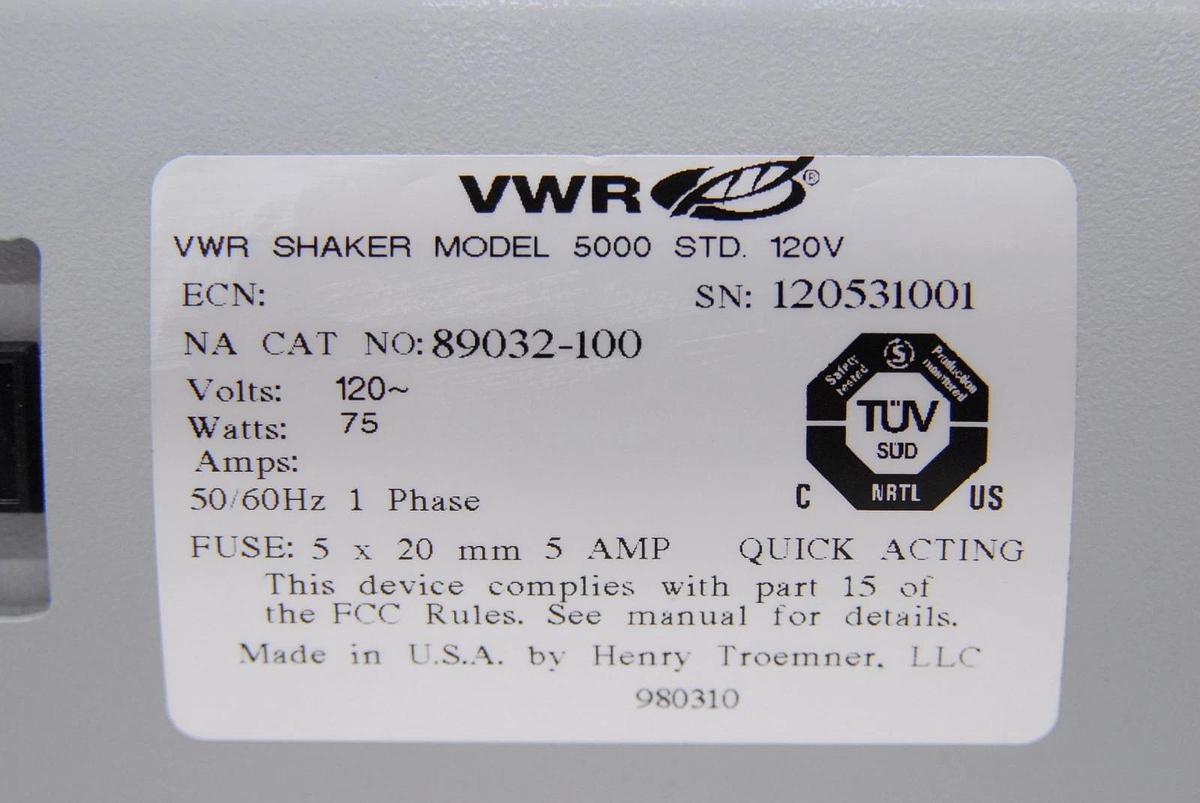 VWR ®
VWR SHAKER MODEL 5000 STD. 120V
ECN: SN: 120531001
NA CAT NO: 89032-100
Volts: 120~
Watts: 75
Amps:
50/60Hz 1 Phase
Safety tested S Production monitored
TÜV
SÜD
C NRTL US
FUSE: 5 x 20 mm 5 AMP QUICK ACTING
This device complies with part 15 of
the FCC Rules. See manual for details.
Made in U.S.A. by Henry Troemner, LLC
980310